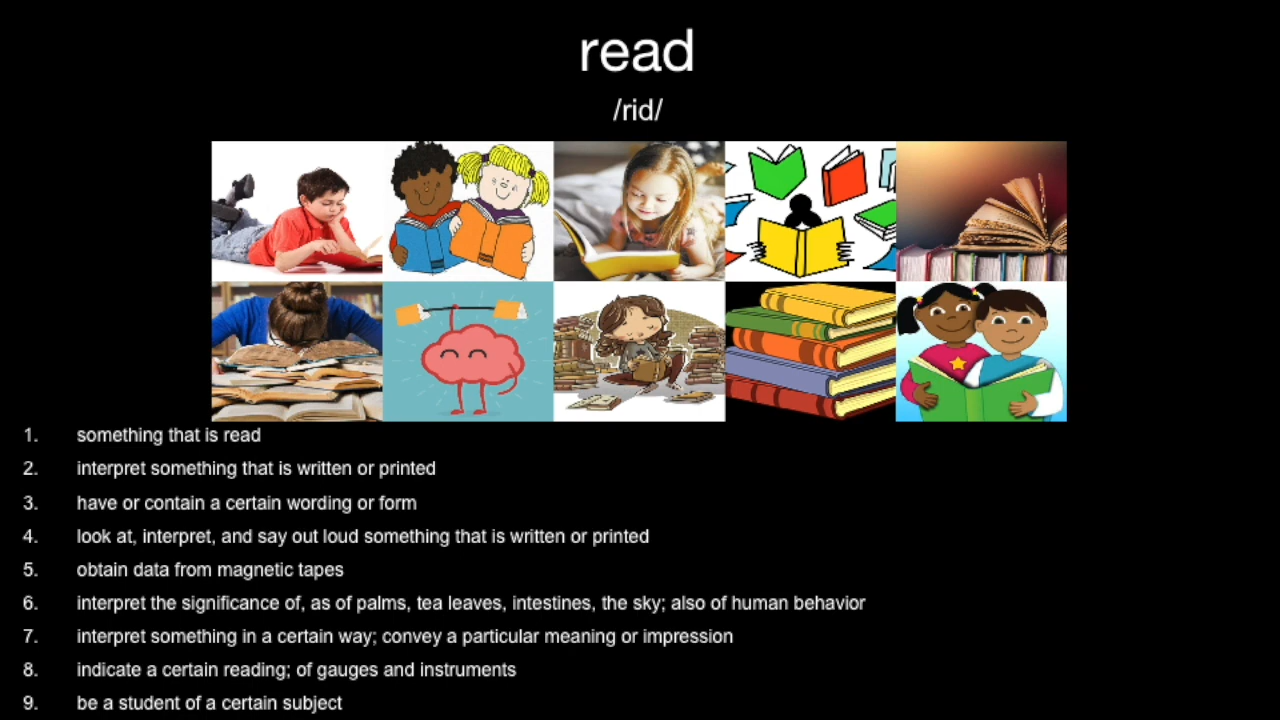 read
/rid/
1. something that is read
2. interpret something that is written or printed
3. have or contain a certain wording or form
4. look at, interpret, and say out loud something that is written or printed
5. obtain data from magnetic tapes
6. interpret the significance of, as of palms, tea leaves, intestines, the sky; also of human behavior
7. interpret something in a certain way; convey a particular meaning or impression
8. indicate a certain reading; of gauges and instruments
9. be a student of a certain subject